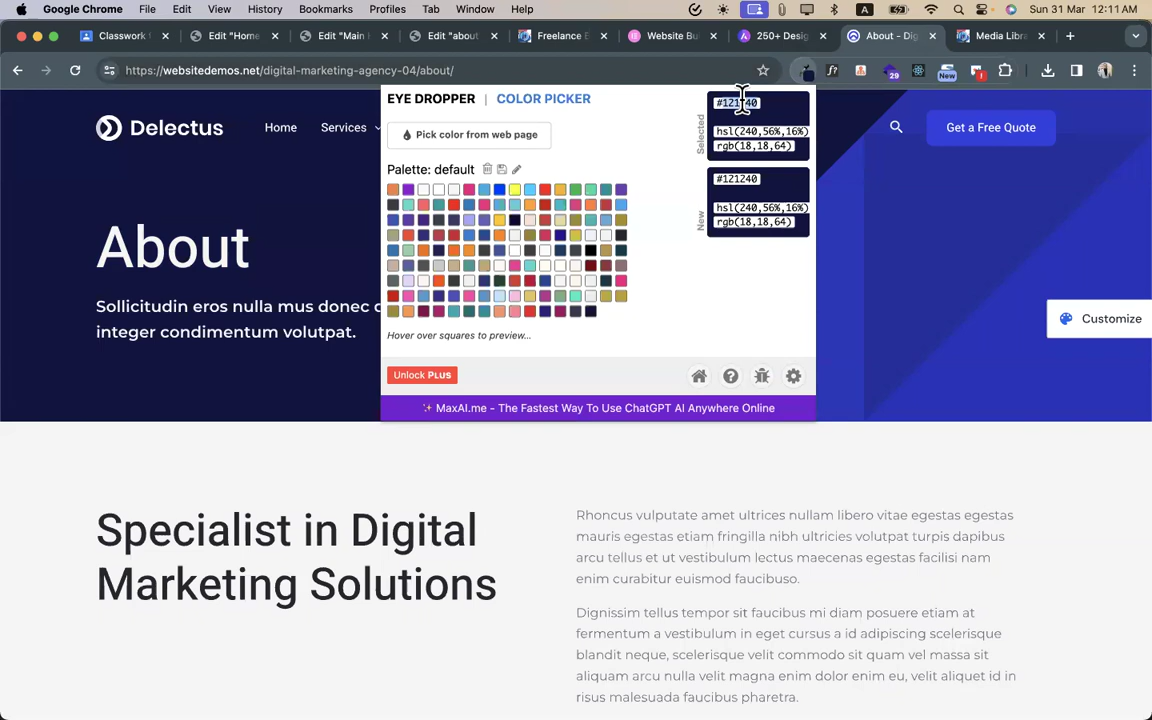 Google Chrome File Edit View History Bookmarks Profiles Tab Window Help A Sun 31 Mar 12:11 AM
Classwork Edit "Home Edit "Main H Edit "about Freelance E Website Bui 250+ Desig About - Dig Media Libra
https://websitedemos.net/digital-marketing-agency-04/about/ 29 New
Delectus Home Services Get a Free Quote
EYE DROPPER | COLOR PICKER
Pick color from web page
Palette: default
Hover over squares to preview...
Selected
#121240
hsl(240,56%,16%)
rgb(18,18,64)
New
#121240
hsl(240,56%,16%)
rgb(18,18,64)
Unlock PLUS
✨ MaxAI.me - The Fastest Way To Use ChatGPT AI Anywhere Online
About
Sollicitudin eros nulla mus donec
integer condimentum volutpat.
Customize
Specialist in Digital
Marketing Solutions
Rhoncus vulputate amet ultrices nullam libero vitae egestas egestas
mauris egestas etiam fringilla nibh ultricies volutpat turpis dapibus
arcu tellus et ut vestibulum lectus maecenas egestas facilisi nam
enim curabitur euismod faucibuso.
Dignissim tellus tempor sit faucibus mi diam posuere etiam at
fermentum a vestibulum in eget cursus a id adipiscing scelerisque
blandit neque, scelerisque velit commodo sit quam vel massa sit
aliquam arcu nulla velit magna enim dolor enim eu, velit aliquet id in
risus malesuada faucibus pharetra.